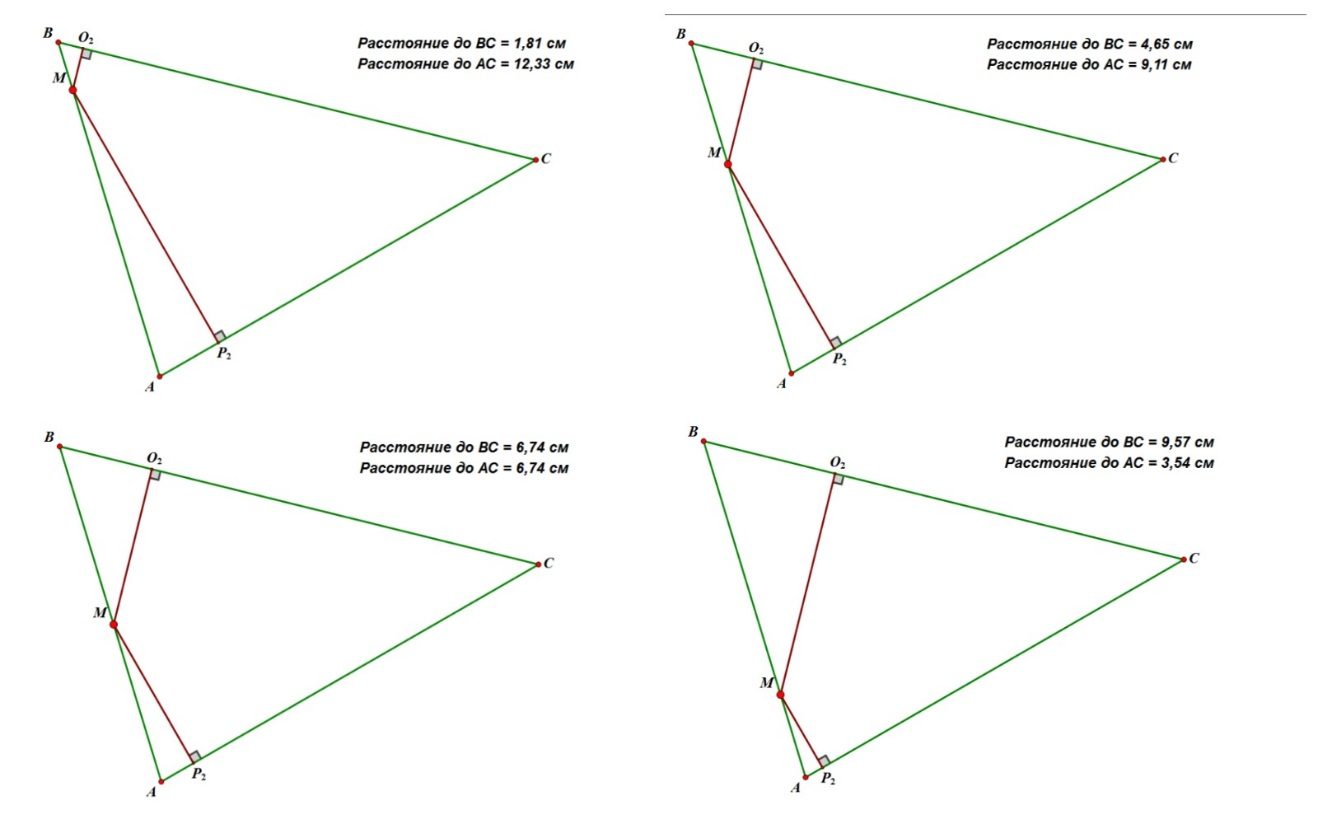 B
O₂
Расстояние до BC = 1,81 см
Расстояние до AC = 12,33 см
M
C
P₂
A
B
O₂
Расстояние до BC = 4,65 см
Расстояние до AC = 9,11 см
M
C
P₂
A
B
O₂
Расстояние до BC = 6,74 см
Расстояние до AC = 6,74 см
C
M
P₂
A
B
O₂
Расстояние до BC = 9,57 см
Расстояние до AC = 3,54 см
C
M
P₂
A